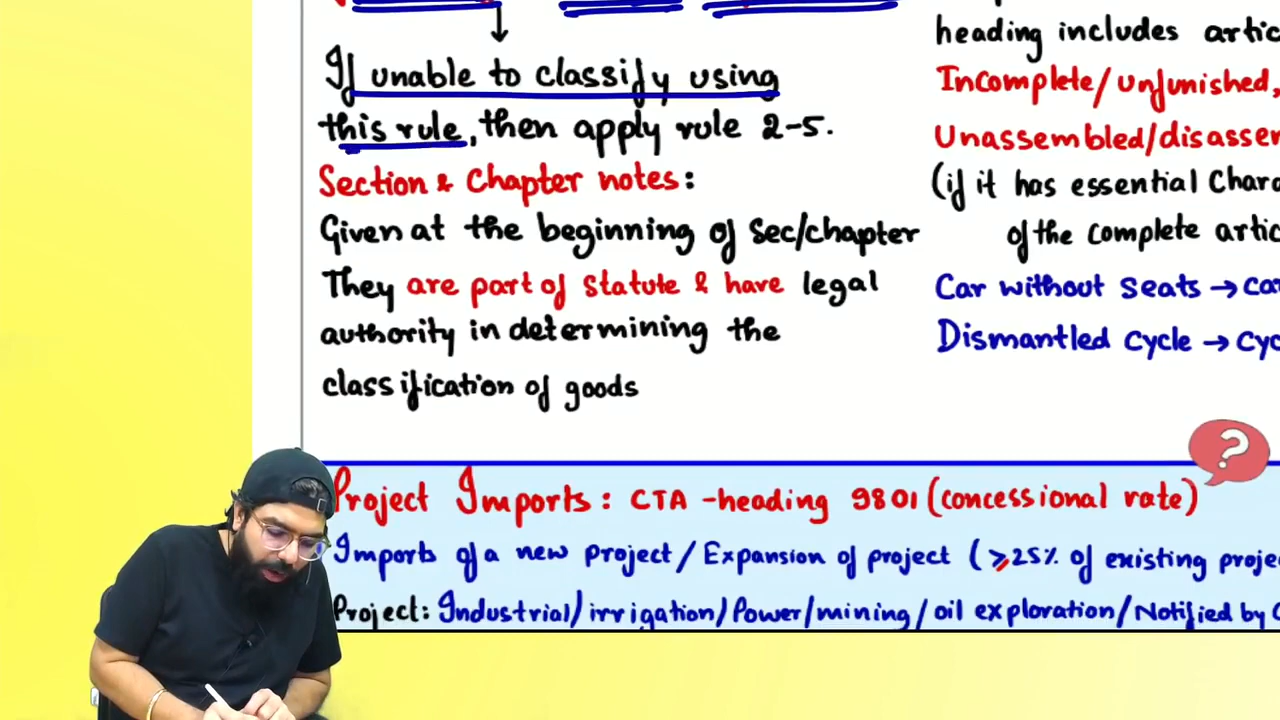 If unable to classify using
this rule, then apply rule 2-5.
Section & Chapter notes:
Given at the beginning of Sec/chapter
They are part of statute & have legal
authority in determining the
classification of goods
heading includes artic
Incomplete/unfunished,
Unassembled/disassem
(if it has essential Chara
of the complete artic
Car without seats → car
Dismantled cycle → cyc
?
Project Imports: CTA -heading 9801 (concessional rate)
Imports of a new project/Expansion of project (≥25% of existing projec
Project: Industrial/irrigation/Power/mining/oil exploration/Notified by C